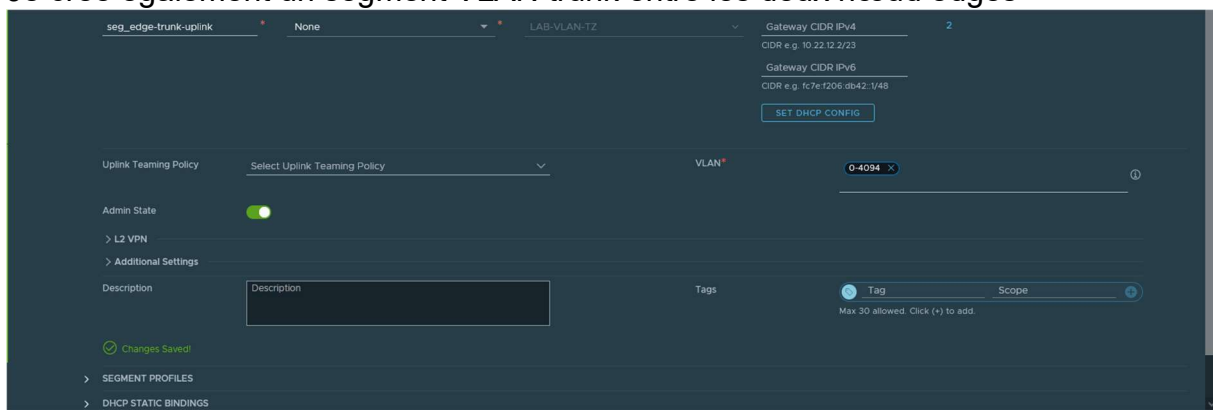 seg_edge-trunk-uplink * None * LAB-VLAN-TZ Gateway CIDR IPv4 2
CIDR e.g. 10.22.12.2/23
Gateway CIDR IPv6
CIDR e.g. fc7e:f206:db42::1/48
SET DHCP CONFIG
Uplink Teaming Policy Select Uplink Teaming Policy VLAN* 0-4094 ×
Admin State
> L2 VPN
> Additional Settings
Description Description Tags Tag Scope
Max 30 allowed. Click (+) to add.
Changes Saved!
> SEGMENT PROFILES
> DHCP STATIC BINDINGS